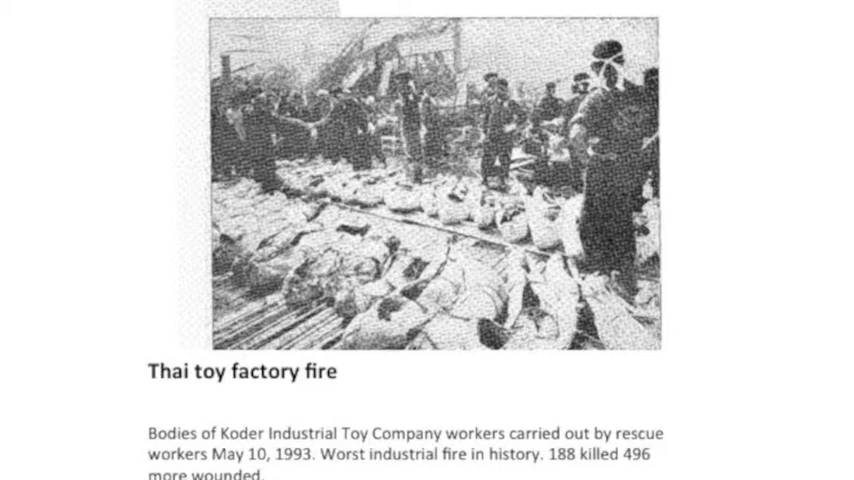 Thai toy factory fire
Bodies of Koder Industrial Toy Company workers carried out by rescue
workers May 10, 1993. Worst industrial fire in history. 188 killed 496
more wounded.